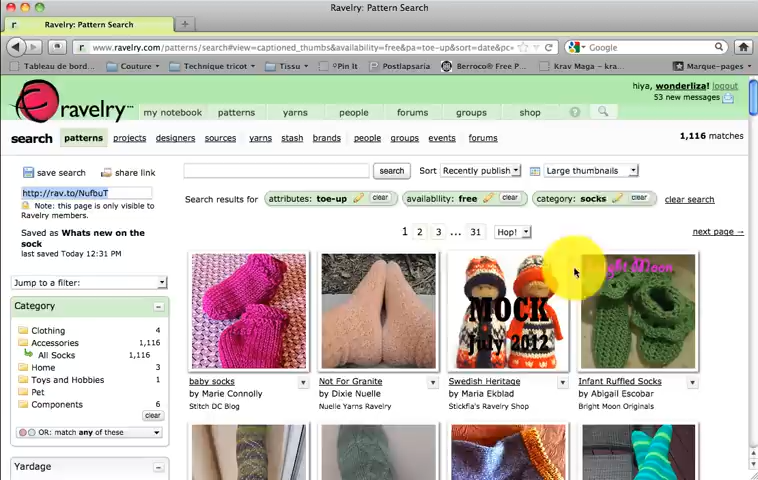 Ravelry: Pattern Search
Ravelry: Pattern Search
www.ravelry.com/patterns/search#view=captioned_thumbs&availability=free&pa=toe-up&sort=date&pc=
Google
Tableau de bord...
Couture
Technique tricot
Tissu
Pin It
Postlapsaria
Berroco® Free P...
Krav Maga – kra...
Marque-pages
hiya, wonderliza! logout
53 new messages
ravelry
my notebook patterns yarns people forums groups shop ?
search patterns projects designers sources yarns stash brands people groups events forums
1,116 matches
save search share link
search
Sort Recently publish
Large thumbnails
http://rav.to/NufbuT
Note: this page is only visible to
Ravelry members.
Saved as Whats new on the
sock
last saved Today 12:31 PM
Search results for attributes: toe-up clear availability: free clear category: socks clear clear search
1 2 3 ... 31 Hop! next page →
Jump to a filter:
Category
Clothing 4
Accessories 1,116
All Socks 1,116
Home 3
Toys and Hobbies 1
Pet
Components 6
clear
OR: match any of these
Yardage
MOCK
July 2012
Moon
baby socks
by Marie Connolly
Stitch DC Blog
Not For Granite
by Dixie Nuelle
Nuelle Yarns Ravelry
Swedish Heritage
by Maria Ekblad
Stickfia's Ravelry Shop
Infant Ruffled Socks
by Abigail Escobar
Bright Moon Originals